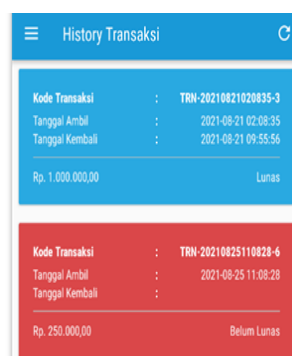 History Transaksi
Kode Transaksi : TRN-20210821020835-3
Tanggal Ambil : 2021-08-21 02:08:35
Tanggal Kembali : 2021-08-21 09:55:56
Rp. 1.000.000,00 Lunas
Kode Transaksi : TRN-20210825110828-6
Tanggal Ambil : 2021-08-25 11:08:28
Tanggal Kembali :
Rp. 250.000,00 Belum Lunas